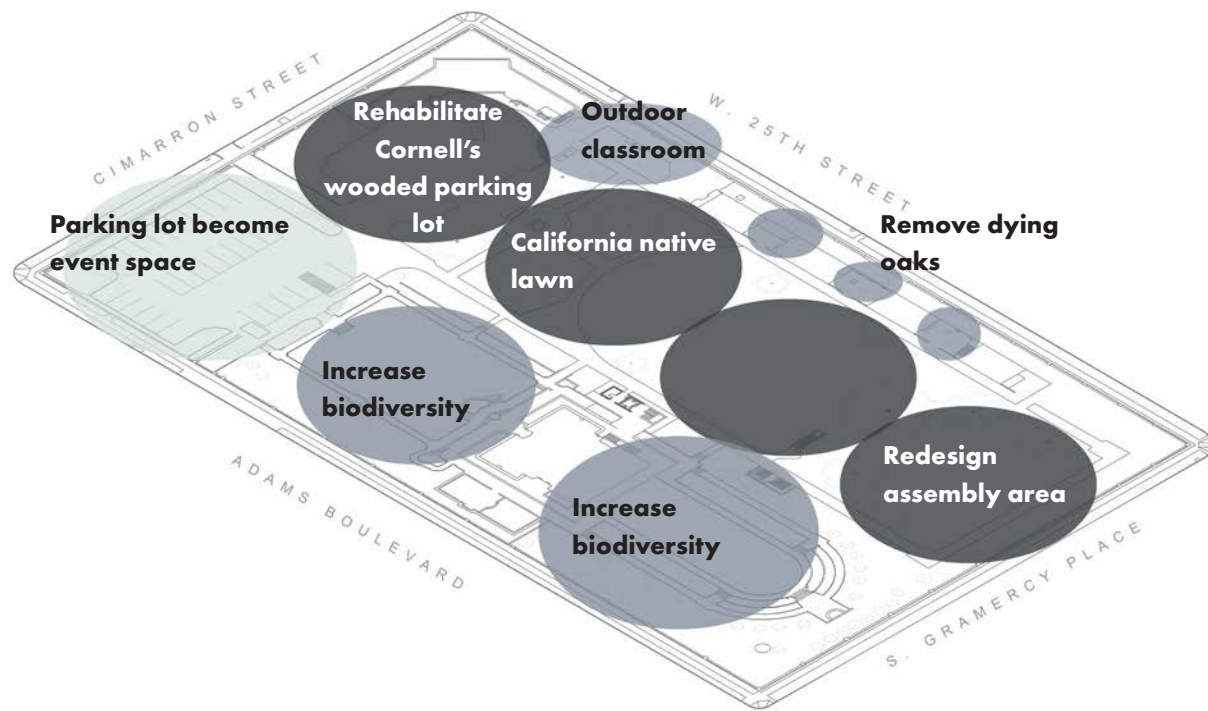 CIMARRON STREET
Rehabilitate
Cornell's
wooded parking
lot
Outdoor
classroom
W. 25TH STREET
Parking lot become
event space
California native
lawn
Remove dying
oaks
Increase
biodiversity
Redesign
assembly area
Increase
biodiversity
ADAMS BOULEVARD
S. GRAMERCY PLACE